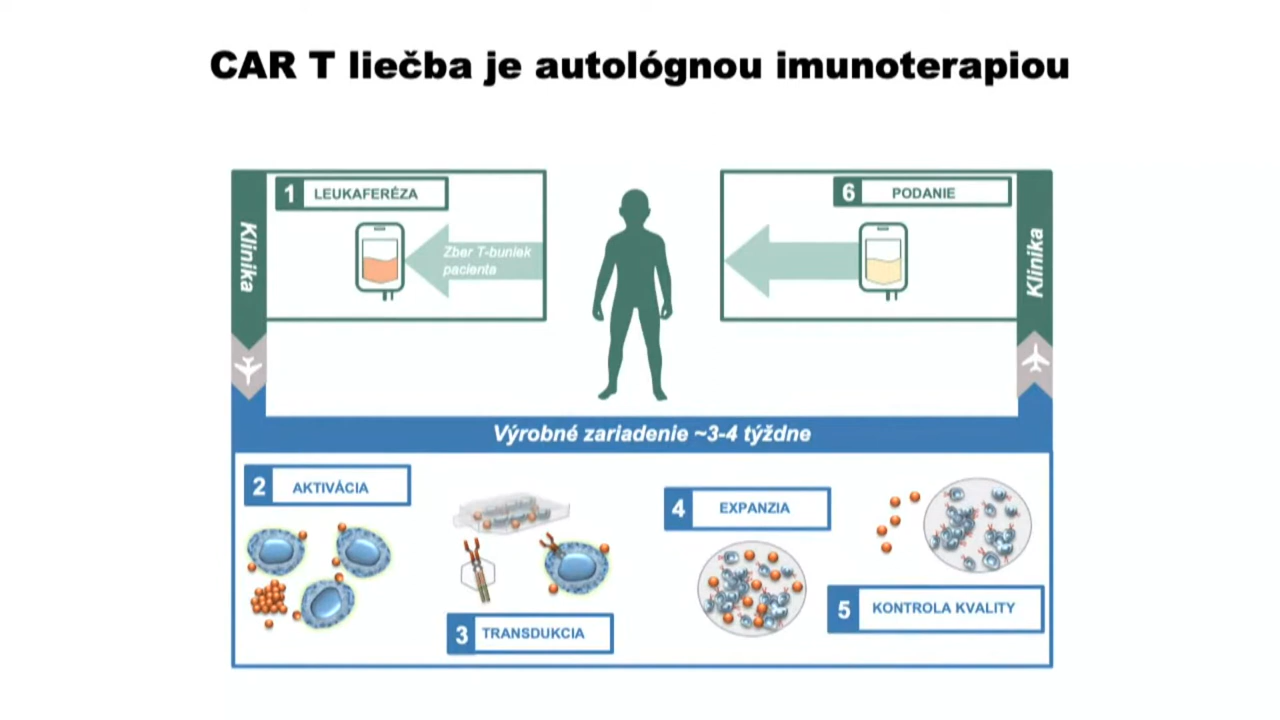 CAR T liečba je autológnou imunoterapiou
1 LEUKAFERÉZA
Klinika
Zber T-buniek
pacienta
6 PODANIE
Klinika
Výrobné zariadenie ~3-4 týždne
2 AKTIVÁCIA
3 TRANSDUKCIA
4 EXPANZIA
5 KONTROLA KVALITY